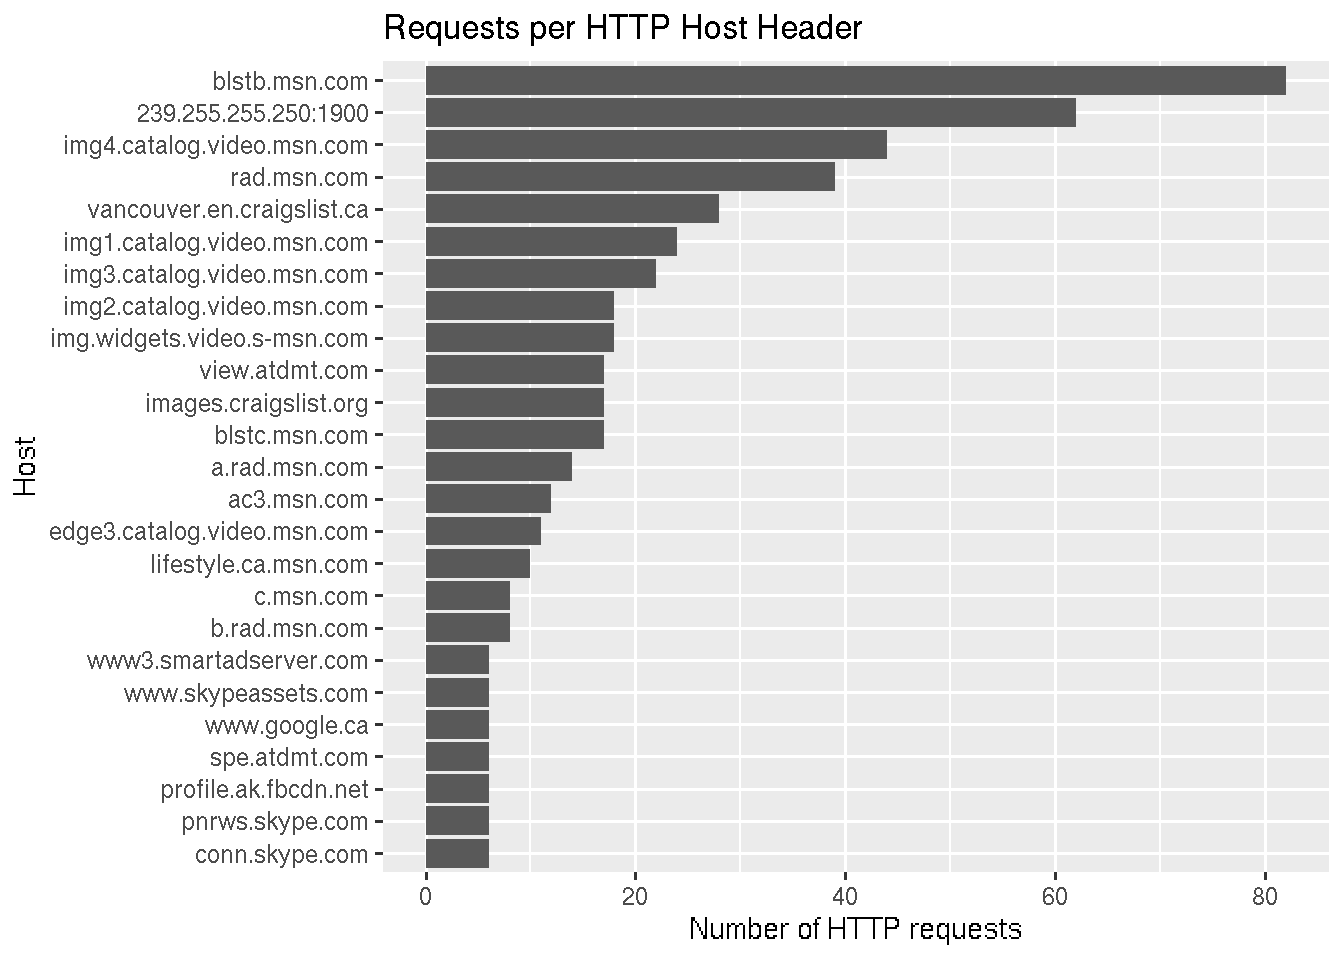 Requests per HTTP Host Header
blstb.msn.com
239.255.255.250:1900
img4.catalog.video.msn.com
rad.msn.com
vancouver.en.craigslist.ca
img1.catalog.video.msn.com
img3.catalog.video.msn.com
img2.catalog.video.msn.com
img.widgets.video.s-msn.com
view.atdmt.com
images.craigslist.org
blstc.msn.com
a.rad.msn.com
ac3.msn.com
edge3.catalog.video.msn.com
lifestyle.ca.msn.com
c.msn.com
b.rad.msn.com
www3.smartadserver.com
www.skypeassets.com
www.google.ca
spe.atdmt.com
profile.ak.fbcdn.net
pnrws.skype.com
conn.skype.com
Host
0 20 40 60 80
Number of HTTP requests